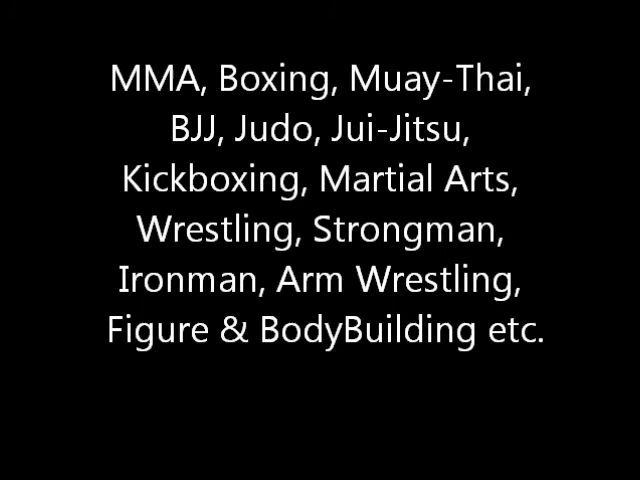 MMA, Boxing, Muay-Thai,
BJJ, Judo, Jui-Jitsu,
Kickboxing, Martial Arts,
Wrestling, Strongman,
Ironman, Arm Wrestling,
Figure & BodyBuilding etc.